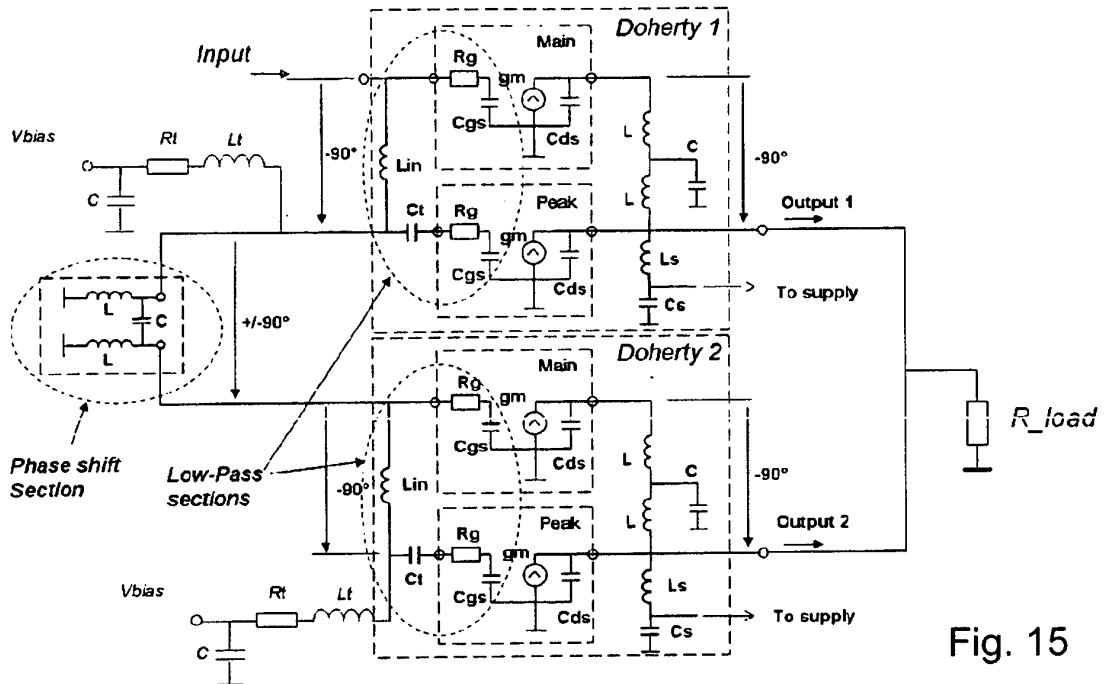 Doherty 1
Input
Main
Rg
gm
Cgs
Cds
L
C
L
-90°
Vbias
Rt
Lt
C
-90°
Lin
Ct
Peak
Rg
gm
Cgs
Cds
Output 1
Ls
To supply
Cs
L
C
L
+/-90°
Phase shift
Section
Low-Pass
sections
Doherty 2
Main
Rg
gm
Cgs
Cds
L
C
L
-90°
R_load
-90°
Lin
Ct
Peak
Rg
gm
Cgs
Cds
Output 2
Ls
To supply
Cs
Vbias
Rt
Lt
C
Fig. 15